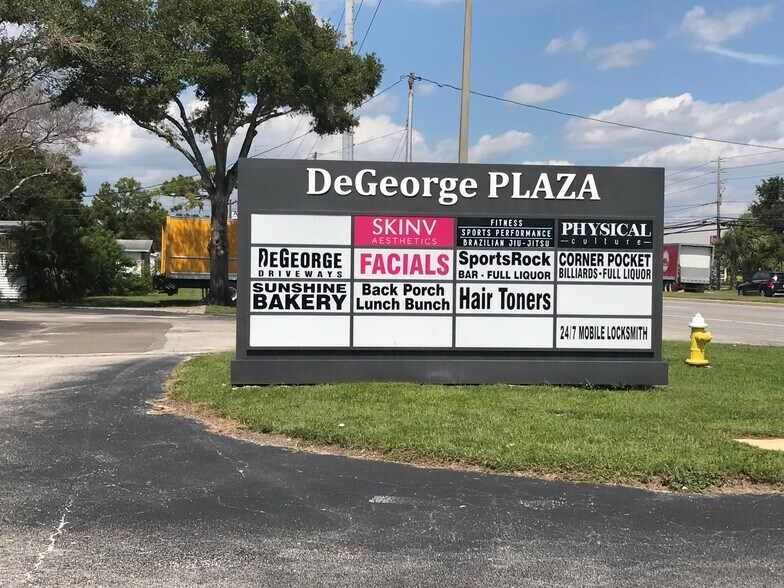 DeGeorge PLAZA
SKINV
AESTHETICS
FITNESS
SPORTS PERFORMANCE
BRAZILIAN JIU-JITSU
PHYSICAL
culture
DEGEORGE
DRIVEWAYS
FACIALS
SportsRock
BAR - FULL LIQUOR
CORNER POCKET
BILLIARDS - FULL LIQUOR
SUNSHINE
BAKERY
Back Porch
Lunch Bunch
Hair Toners
24/7 MOBILE LOCKSMITH